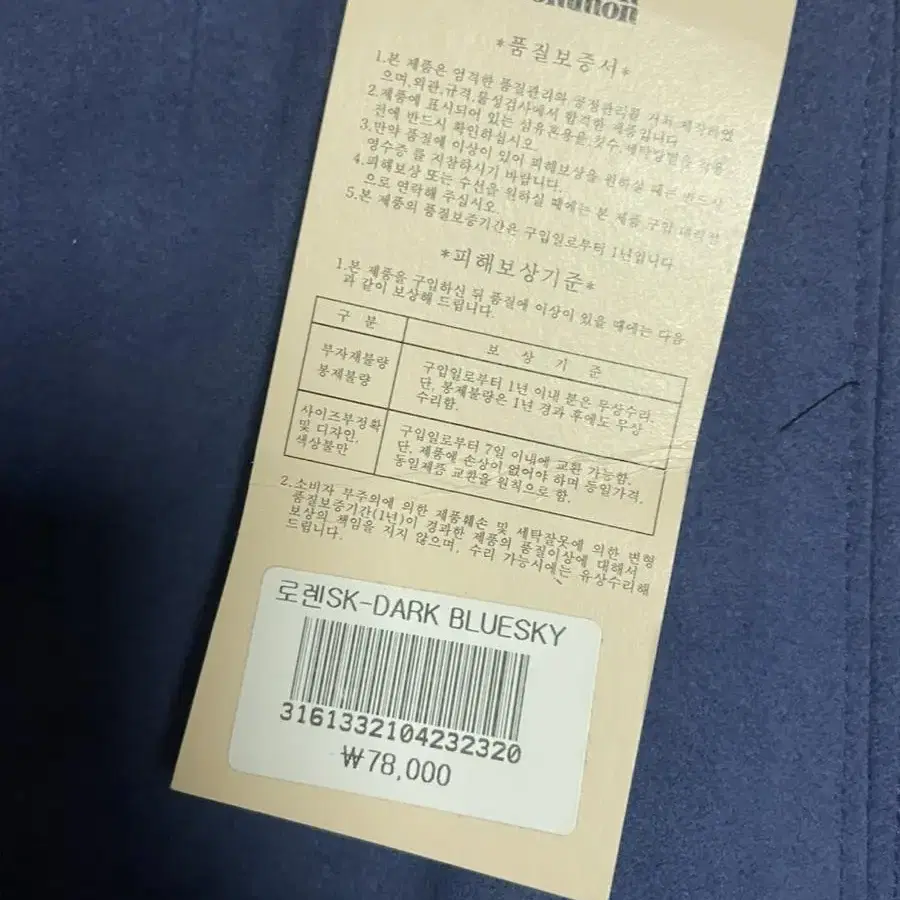 *품질보증서*
1.본 제품은 엄격한 품질관리와 공정관리를 거쳐 제작하였
으며,외관,규격,물성검사에서 합격한 제품입니다
2.제품에 표시되어 있는 섬유혼용율,칫수,세탁방법을 착용
전에 반드시 확인하십시오.
3.만약 품질에 이상이 있어 피해보상을 원하실 때는 반드시
영수증 를 지참하시기 바랍니다.
4.피해보상 또는 수선을 원하실 때에는 본 제품 구입
으로 연락해 주십시오.
5.본 제품의 품질보증기간은 구입일로부터 1년입니다
*피해보상기준*
1.본 제품을 구입하신 뒤 품질에 이상이 있을 때에는 다음
과 같이 보상해 드립니다.
구 분
보 상 기 준
부자재불량
봉제불량
구입일로부터 1년 이내 분은 무상수리
단, 봉제불량은 1년 경과 후에도 무상
수리함.
사이즈부정확
및 디자인,
색상불만
구입일로부터 7일 이내에 교환 가능함.
단, 제품에 손상이 없어야 하며 동일가격,
동일제품 교환을 원칙으로 함.
2.소비자 부주의에 의한 제품훼손 및 세탁잘못에 의한 변형
품질보증기간(1년)이 경과한 제품의 품질이상에 대해서
보상의 책임을 지지 않으며, 수리 가능시에는 유상수리해
드립니다.
로렌SK-DARK BLUESKY
3161332104232320
₩78,000